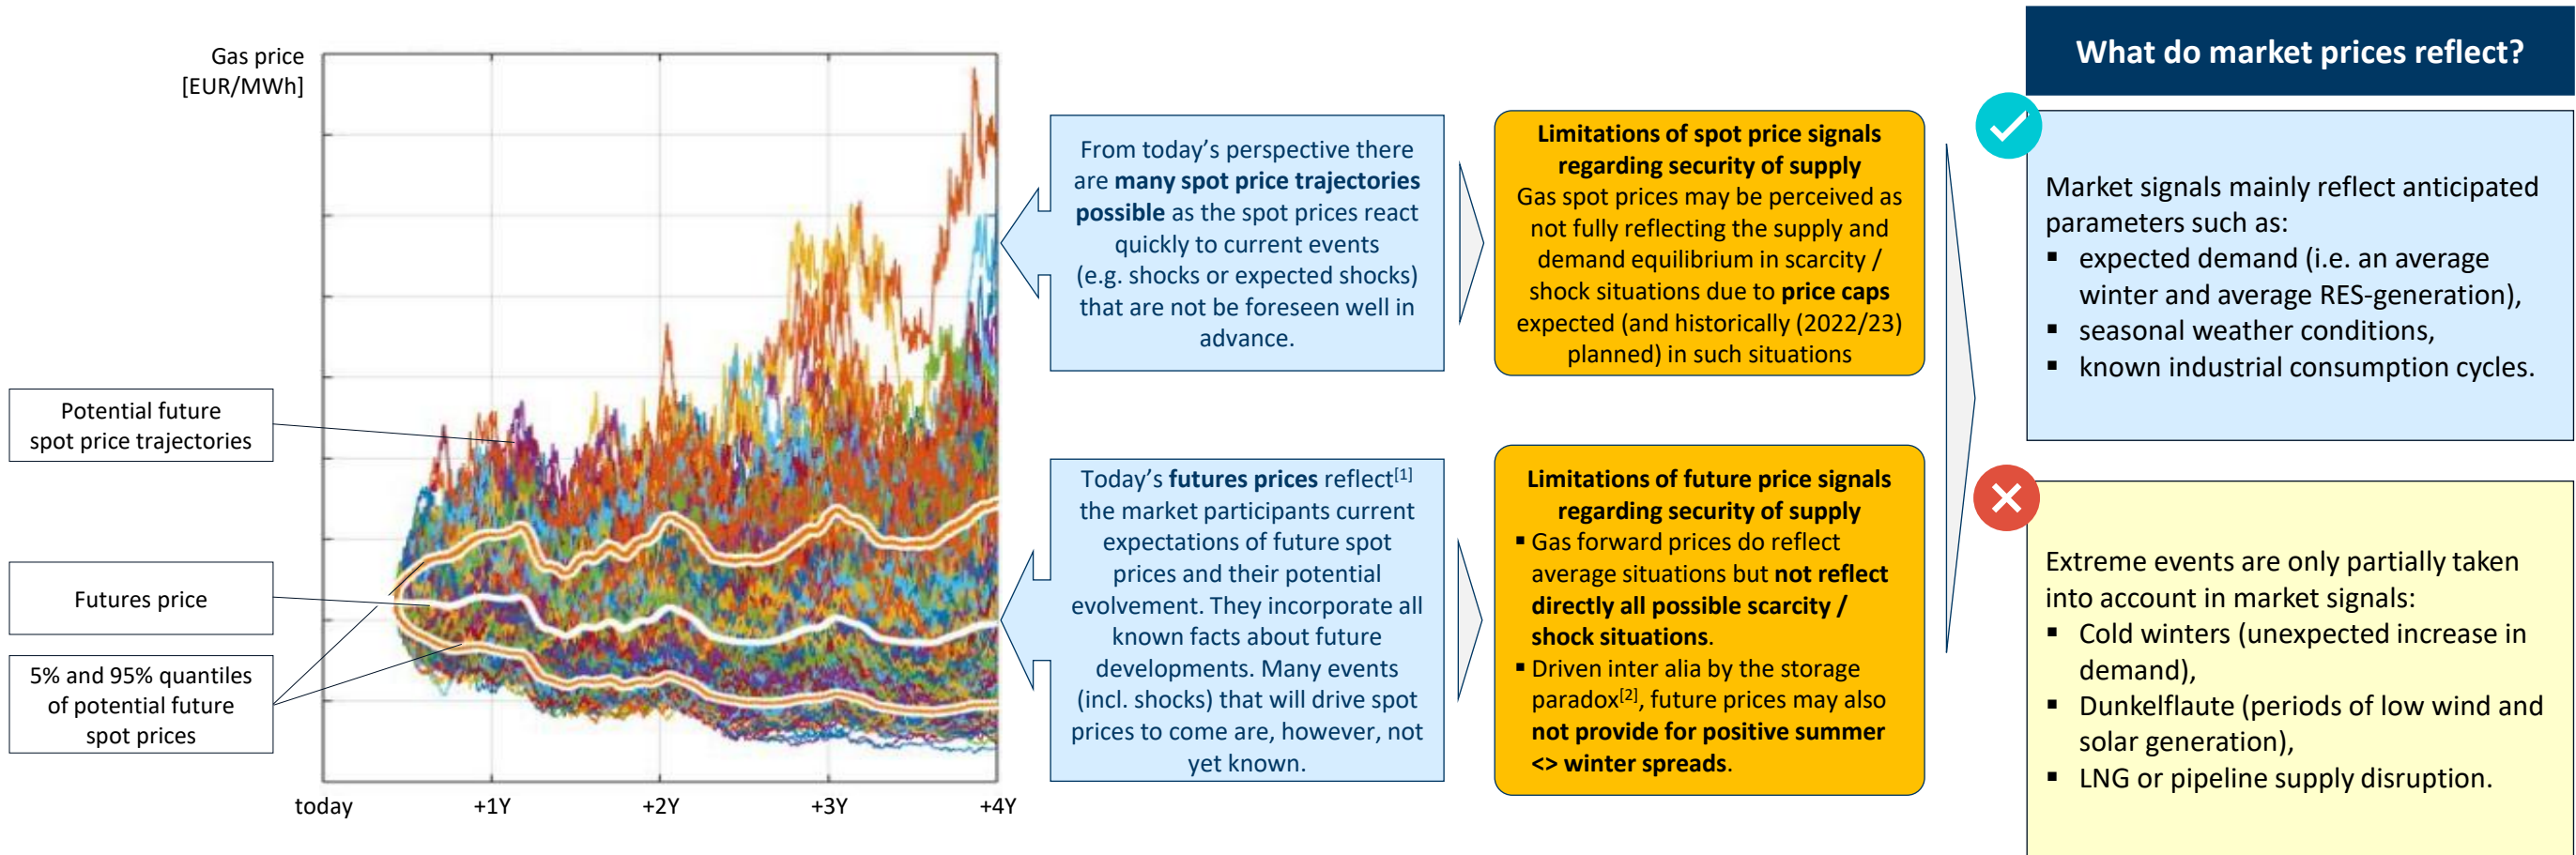 Gas price
[EUR/MWh]
Potential future
spot price trajectories
Futures price
5% and 95% quantiles
of potential future
spot prices
today
+1Y
+2Y
+3Y
+4Y
From today’s perspective there
are many spot price trajectories
possible as the spot prices react
quickly to current events
(e.g. shocks or expected shocks)
that are not be foreseen well in
advance.
Today’s futures prices reflect[1]
the market participants current
expectations of future spot
prices and their potential
evolvement. They incorporate all
known facts about future
developments. Many events
(incl. shocks) that will drive spot
prices to come are, however, not
yet known.
Limitations of spot price signals
regarding security of supply
Gas spot prices may be perceived as
not fully reflecting the supply and
demand equilibrium in scarcity /
shock situations due to price caps
expected (and historically (2022/23)
planned) in such situations
Limitations of future price signals
regarding security of supply
▪ Gas forward prices do reflect
average situations but not reflect
directly all possible scarcity /
shock situations.
▪ Driven inter alia by the storage
paradox[2], future prices may also
not provide for positive summer
<> winter spreads.
What do market prices reflect?
Market signals mainly reflect anticipated
parameters such as:
▪ expected demand (i.e. an average
winter and average RES-generation),
▪ seasonal weather conditions,
▪ known industrial consumption cycles.
Extreme events are only partially taken
into account in market signals:
▪ Cold winters (unexpected increase in
demand),
▪ Dunkelflaute (periods of low wind and
solar generation),
▪ LNG or pipeline supply disruption.